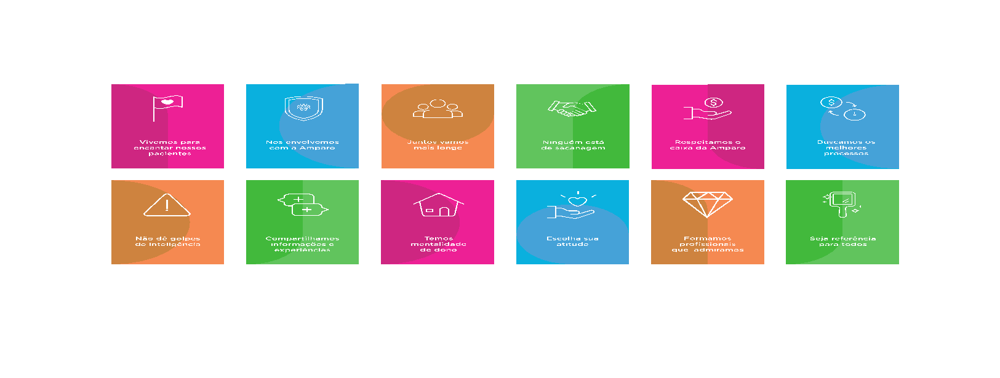 Vivemos para
encantar nossos
pacientes
Nos envolvemos
com a Amparo
Juntos vamos
mais longe
Ninguém está
de sacanagem
Respeitamos o
caixa da Amparo
Buscamos os
melhores
processos
Não dê golpes
de inteligência
Compartilhamos
informações e
experiências
Temos
mentalidade
de dono
Escolha sua
atitude
Formamos
profissionais
que admiramos
Seja referência
para todos